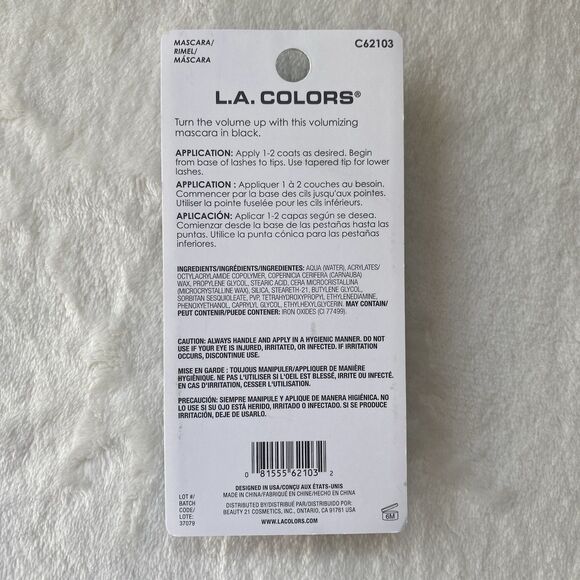 MASCARA/
RIMEL/
MÁSCARA
C62103
L.A. COLORS®
Turn the volume up with this volumizing
mascara in black.
APPLICATION: Apply 1-2 coats as desired. Begin
from base of lashes to tips. Use tapered tip for lower
lashes.
APPLICATION : Appliquer 1 à 2 couches au besoin.
Commencer par la base des cils jusqu'aux pointes.
Utiliser la pointe fuselée pour les cils inférieurs.
APLICACIÓN: Aplicar 1-2 capas según se desea.
Comienzar desde la base de las pestañas hasta las
puntas. Utilice la punta cónica para las pestañas
inferiores.
INGREDIENTS/INGRÉDIENTS/INGREDIENTES: AQUA (WATER), ACRYLATES/
OCTYLACRYLAMIDE COPOLYMER, COPERNICIA CERIFERA (CARNAUBA)
WAX, PROPYLENE GLYCOL, STEARIC ACID, CERA MICROCRISTALLINA
(MICROCRYSTALLINE WAX), SILICA, STEARETH-21, BUTYLENE GLYCOL,
SORBITAN SESQUIOLEATE, PVP, TETRAHYDROXYPROPYL ETHYLENEDIAMINE,
PHENOXYETHANOL, CAPRYLYL GLYCOL, ETHYLHEXYLGLYCERIN. MAY CONTAIN/
PEUT CONTENIR/PUEDE CONTENER: IRON OXIDES (CI 77499).
CAUTION: ALWAYS HANDLE AND APPLY IN A HYGIENIC MANNER. DO NOT
USE IF YOUR EYE IS INJURED, IRRITATED, OR INFECTED. IF IRRITATION
OCCURS, DISCONTINUE USE.
MISE EN GARDE : TOUJOUS MANIPULER/APPLIQUER DE MANIÈRE
HYGIÉNIQUE. NE PAS L'UTILISER SI L'OEIL EST BLESSÉ, IRRITE OU INFECTÉ.
EN CAS D'IRRITATION, CESSER L'UTILISATION.
PRECAUCIÓN: SIEMPRE MANIPULE Y APLIQUE DE MANERA HIGIÉNICA. NO
LO USE SI SU OJO ESTÁ HERIDO, IRRITADO O INFECTADO. SI SE PRODUCE
IRRITACIÓN, DEJE DE USARLO.
0 81555 62103 2
DESIGNED IN USA/CONÇU AUX ÉTATS-UNIS
MADE IN CHINA/FABRIQUÉ EN CHINE/HECHO EN CHINA
DISTRIBUTED BY/DISTRIBUÉ PAR/DISTRIBUIDO POR:
BEAUTY 21 COSMETICS, INC., ONTARIO, CA 91761 USA
WWW.LACOLORS.COM
LOT #/
BATCH
CODE/
LOTE:
37079
6M